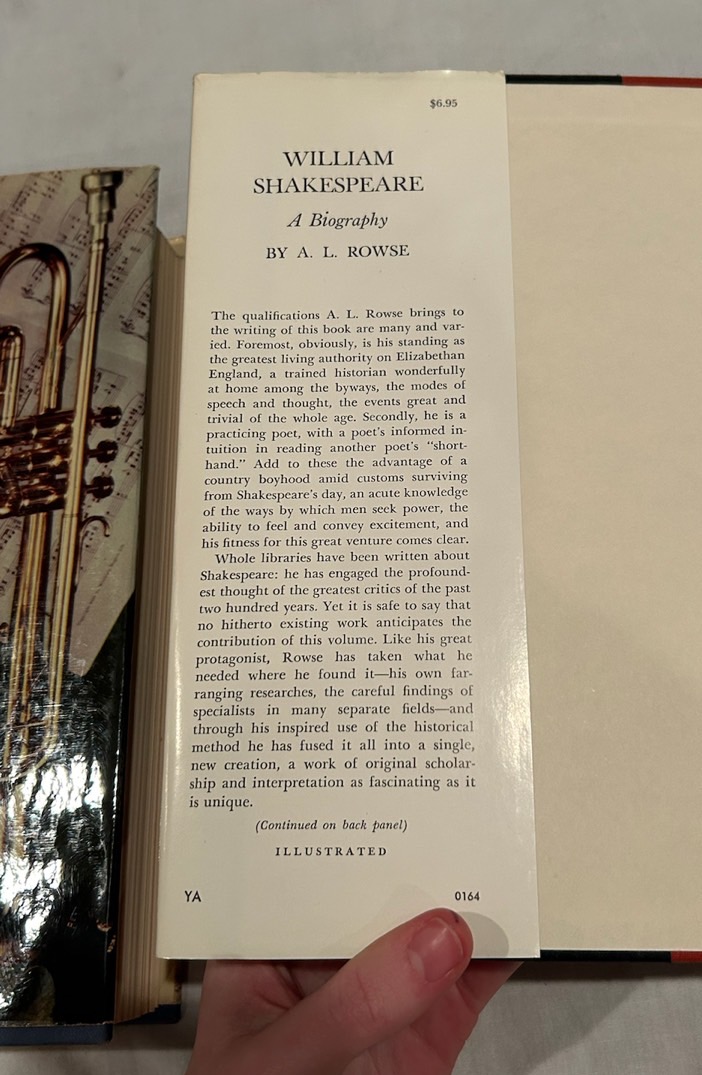 $6.95
WILLIAM
SHAKESPEARE
A Biography
BY A. L. ROWSE
The qualifications A. L. Rowse brings to
the writing of this book are many and var-
ied. Foremost, obviously, is his standing as
the greatest living authority on Elizabethan
England, a trained historian wonderfully
at home among the byways, the modes of
speech and thought, the events great and
trivial of the whole age. Secondly, he is a
practicing poet, with a poet's informed in-
tuition in reading another poet's “short-
hand.” Add to these the advantage of a
country boyhood amid customs surviving
from Shakespeare's day, an acute knowledge
of the ways by which men seek power, the
ability to feel and convey excitement, and
his fitness for this great venture comes clear.
Whole libraries have been written about
Shakespeare: he has engaged the profound-
est thought of the greatest critics of the past
two hundred years. Yet it is safe to say that
no hitherto existing work anticipates the
contribution of this volume. Like his great
protagonist, Rowse has taken what he
needed where he found it—his own far-
ranging researches, the careful findings of
specialists in many separate fields—and
through his inspired use of the historical
method he has fused it all into a single,
new creation, a work of original scholar-
ship and interpretation as fascinating as it
is unique.
(Continued on back panel)
ILLUSTRATED
YA 0164